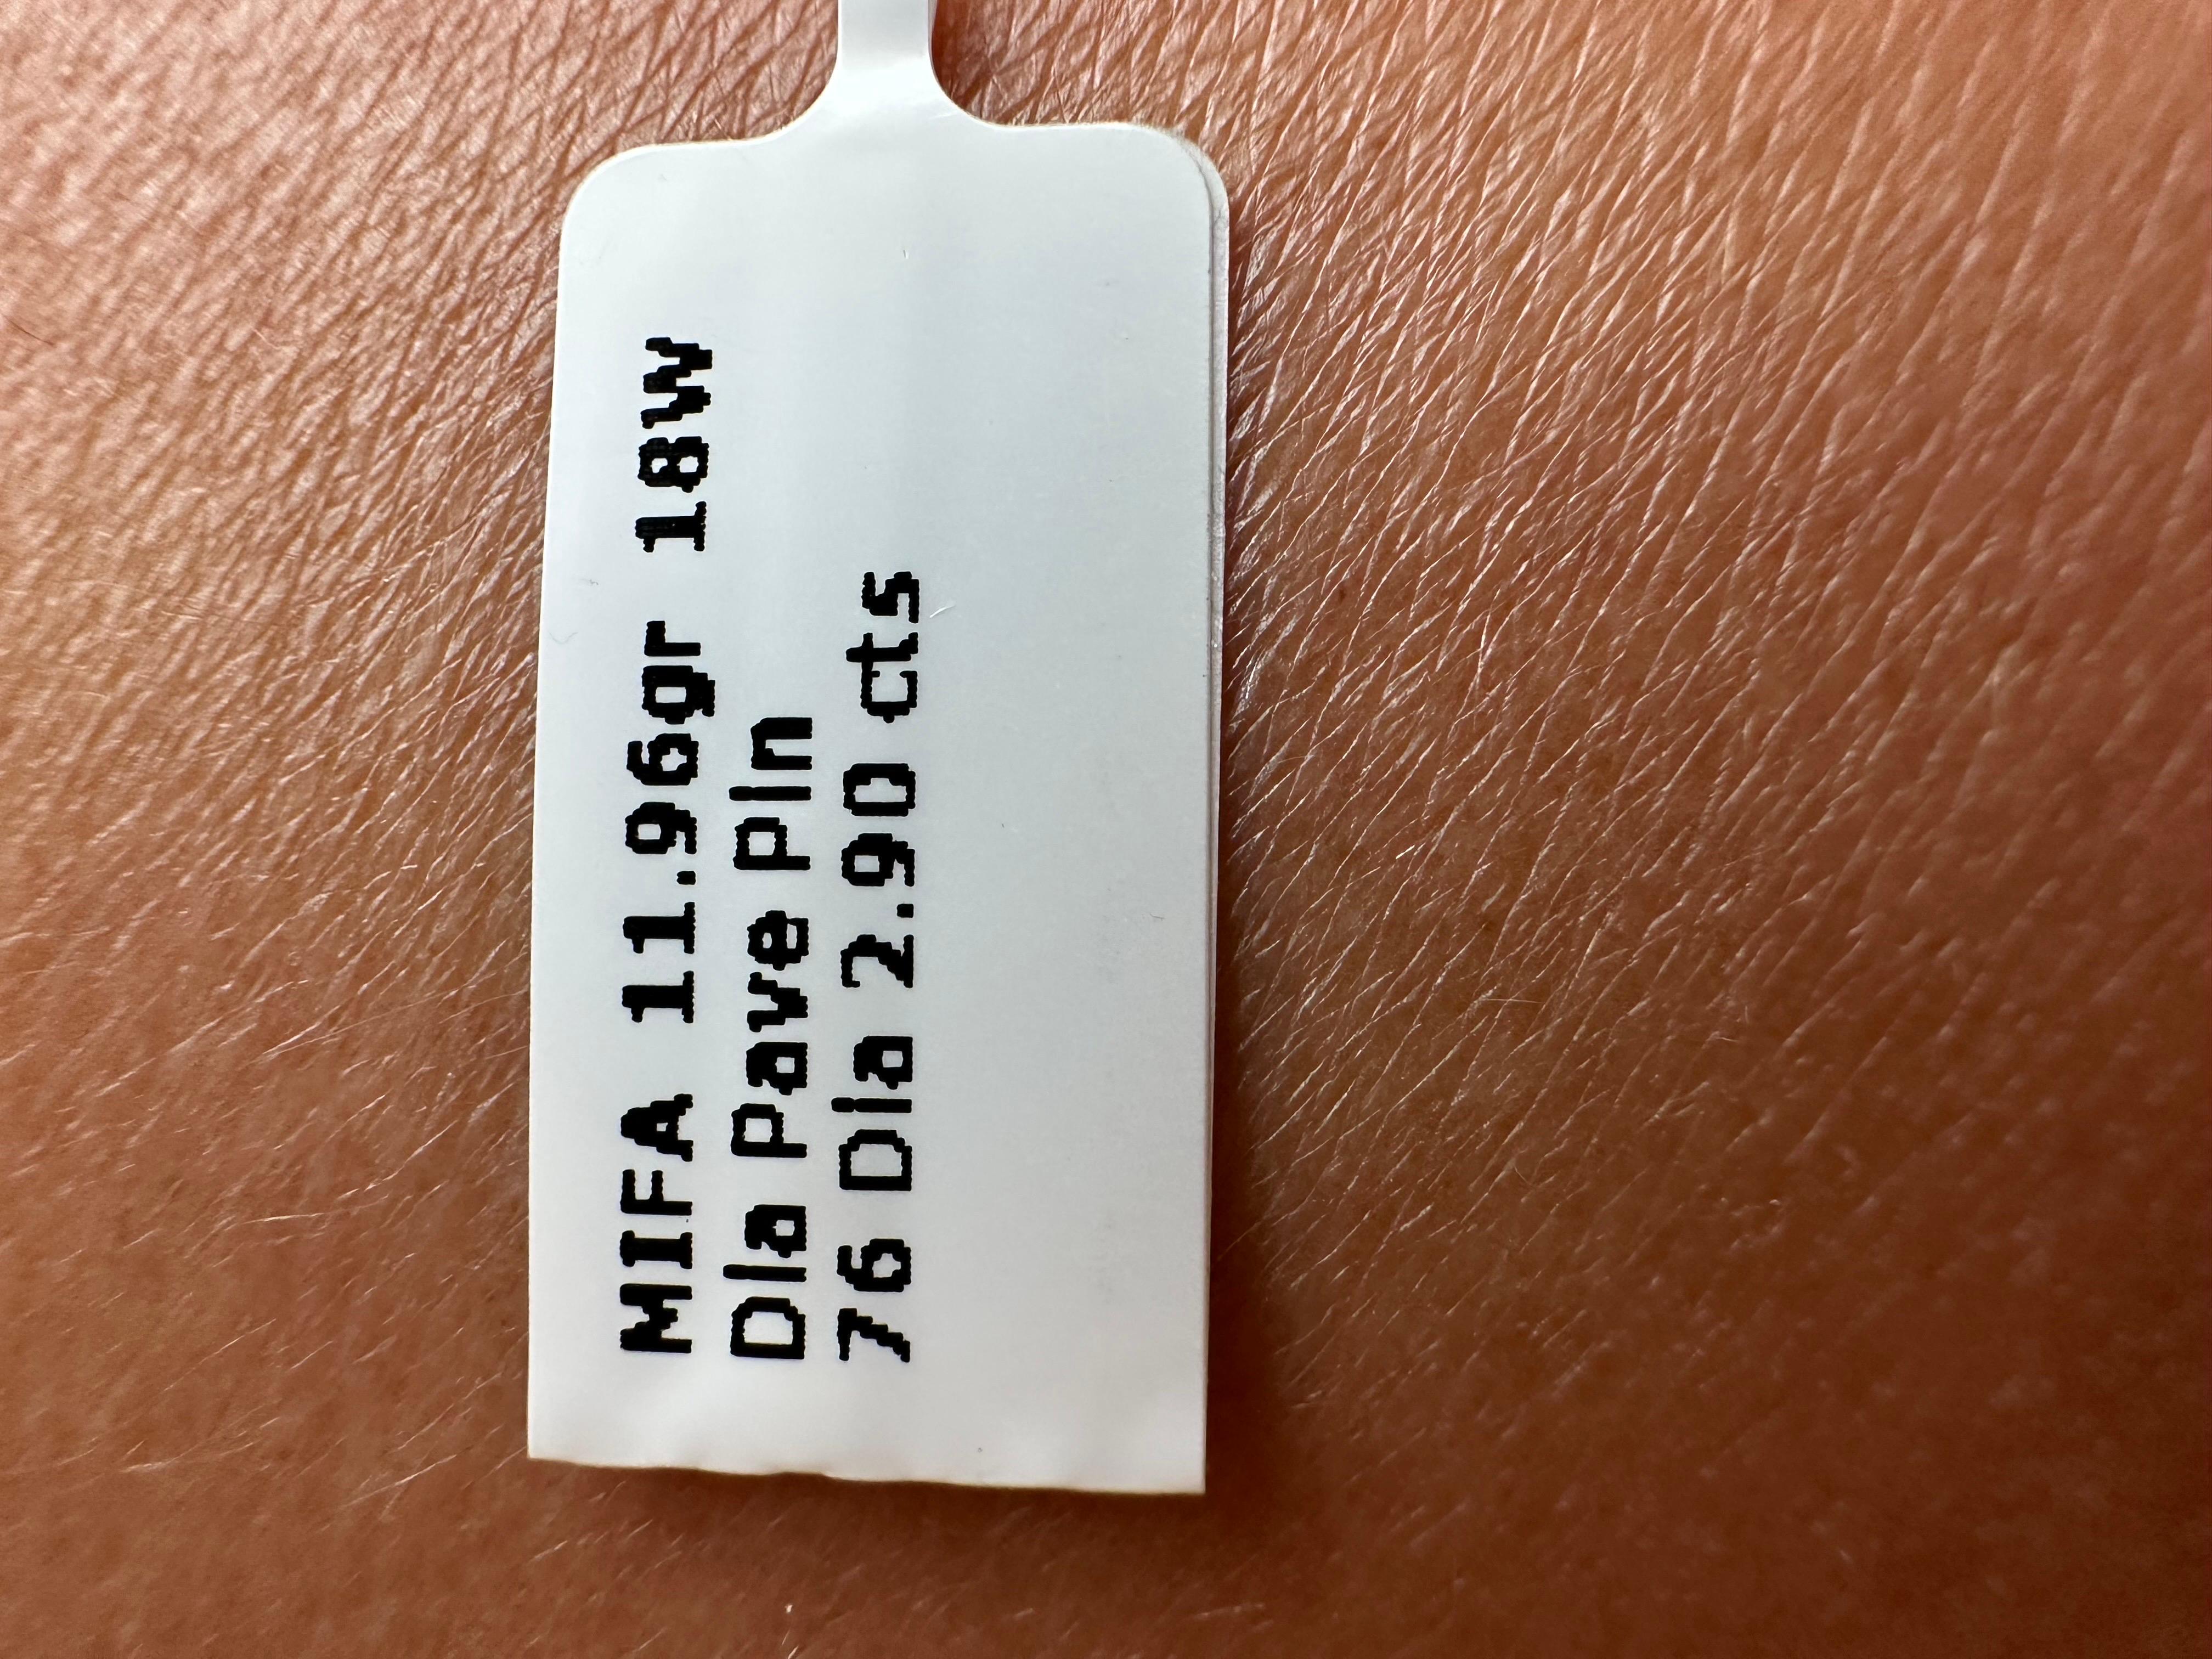 MIFA 11.96gr 18W
Dia Pave Pin
76 Dia 2.90 cts